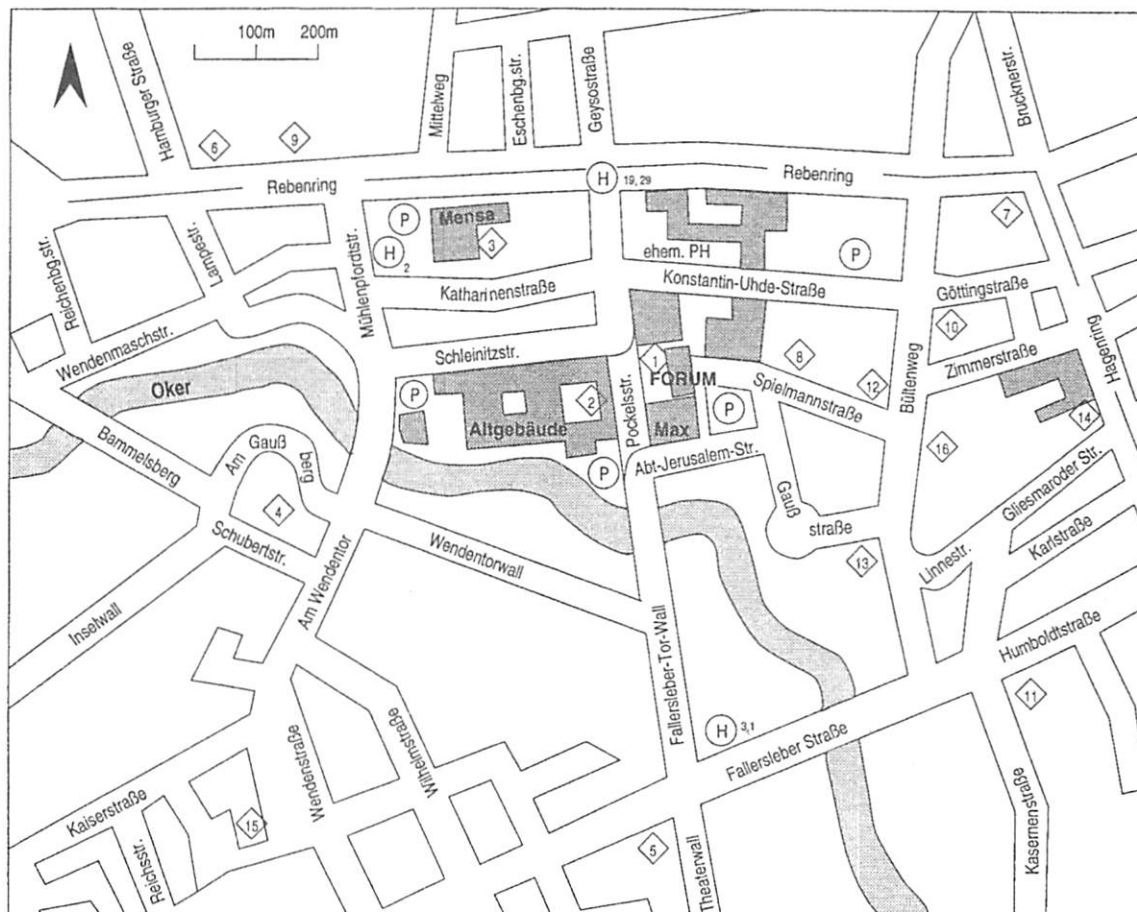 100m 200m
Hamburger Straße
Mittelweg
Eschenbg.str.
Geysostraße
Brucknerstr.
6
9
Rebenring
H 19, 29
Rebenring
Reichenbg.str.
Lampestr.
P
Mensa
H 2
3
7
ehem. PH
P
Mühlenpfordtstr.
Katharinenstraße
Konstantin-Uhde-Straße
Göttingstraße
10
Wendenmaschstr.
Schleinitzstr.
1
8
Zimmerstraße
Hagenring
Oker
P
FORUM
12
Spielmannstraße
Bültenweg
2
Altgebäude
Pockelsstr.
Max
P
14
Bammelsberg
Am Gauß
berg
P
Abt-Jerusalem-Str.
16
Gliesmaroder Str.
4
Gauß
straße
Schubertstr.
Wendentorwall
13
Linnestr.
Karlstraße
Am Wendentor
Inselwall
Humboldtstraße
Fallersleber-Tor-Wall
11
H 3,1
Fallersleber Straße
Wendenstraße
Wilhelmstraße
Kaiserstraße
15
Reichsstr.
5
Theaterwall
Kasernenstraße